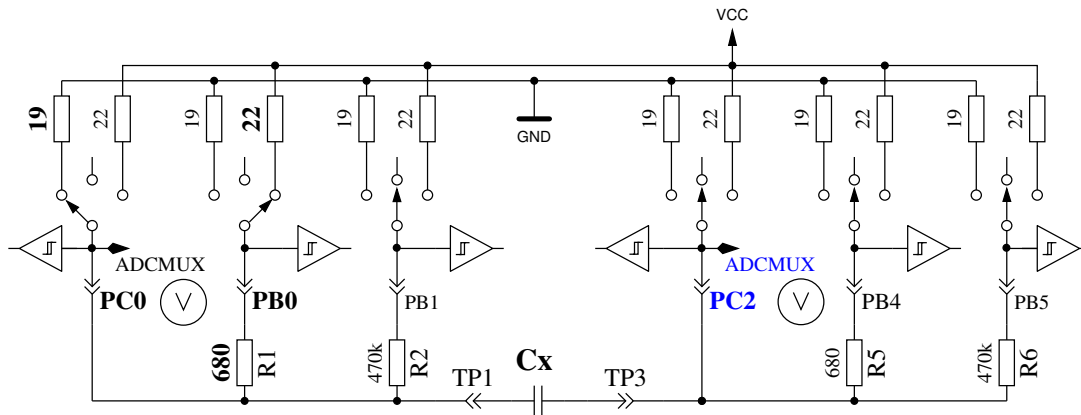 VCC
19 22 19 22 19 22 GND 19 22 19 22 19 22
ADCMUX ADCMUX
PC0 V PB0 PB1 PC2 V PB4 PB5
680 R1 470k R2 Cx 680 R5 470k R6
TP1 TP3